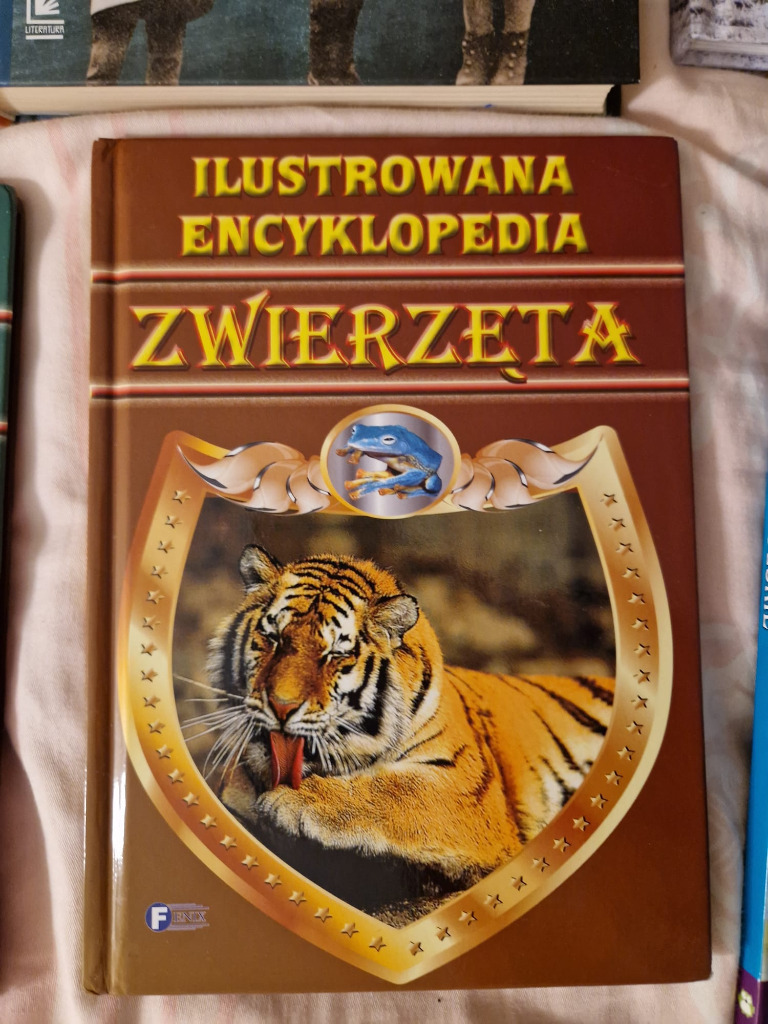 LITERATURA
ILUSTROWANA
ENCYKLOPEDIA
ZWIERZĘTA
FENIX